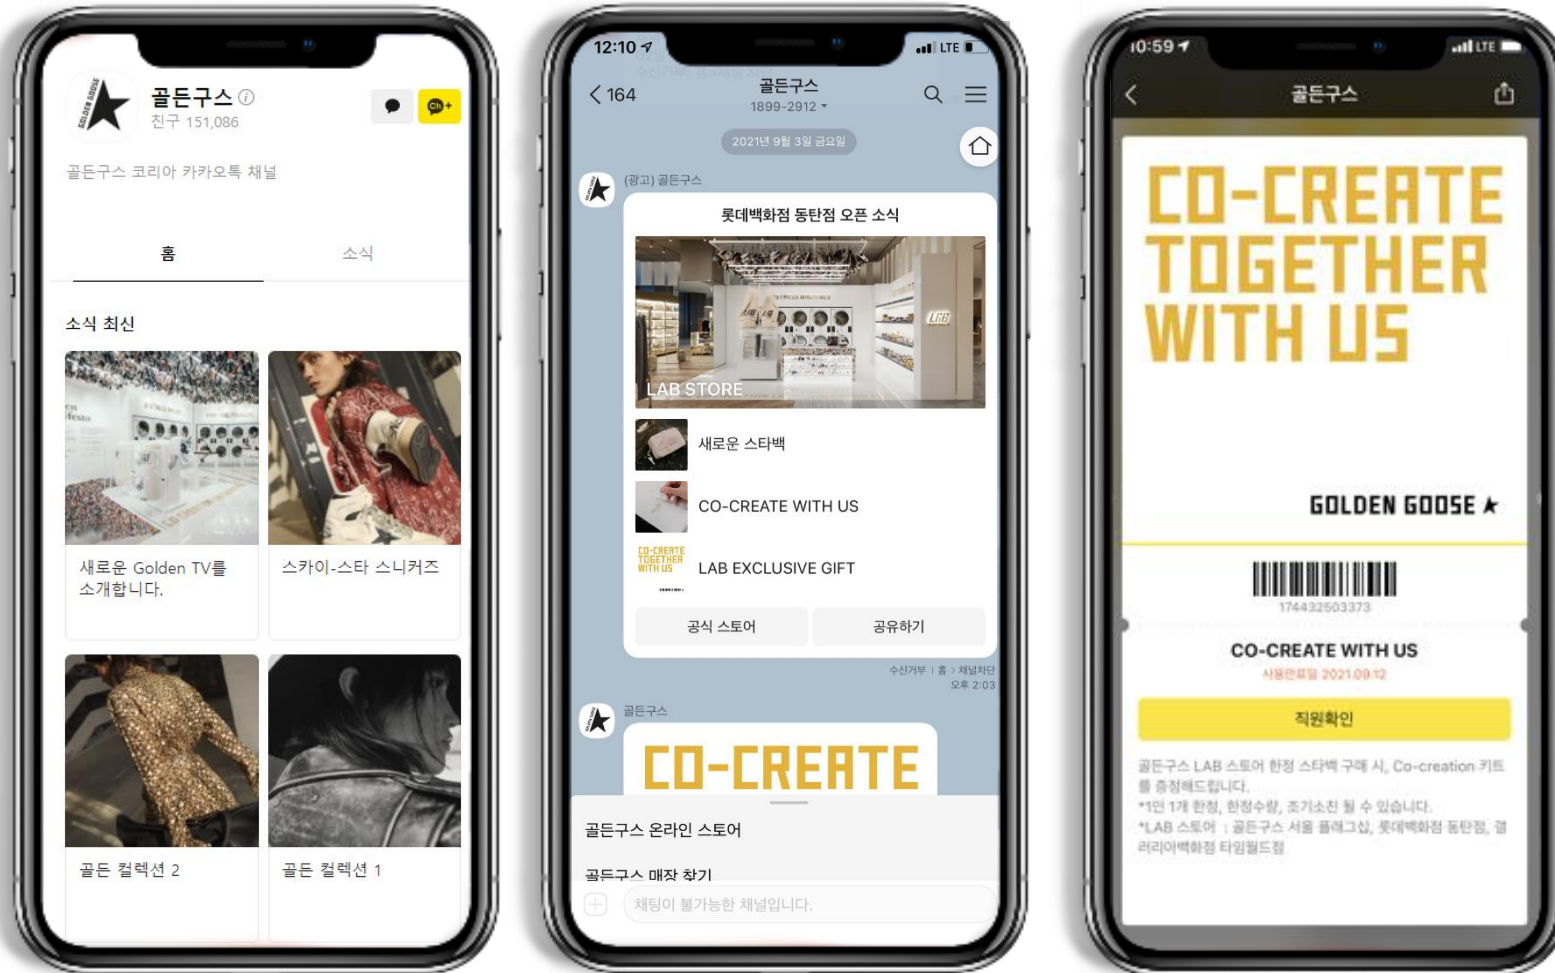 GOLDEN GOOSE
골든구스
친구 151,086
Ch+
골든구스 코리아 카카오톡 채널
홈
소식
소식 최신
새로운 Golden TV를
소개합니다.
스카이-스타 스니커즈
골든 컬렉션 2
골든 컬렉션 1
12:10
LTE
164
골든구스
1899-2912
2021년 9월 3일 금요일
(광고) 골든구스
롯데백화점 동탄점 오픈 소식
LGB
LAB STORE
새로운 스타백
CO-CREATE WITH US
CO-CREATE
TOGETHER
WITH US
LAB EXCLUSIVE GIFT
공식 스토어
공유하기
수신거부 | 홈 > 채널차단
오후 2:03
골든구스
CO-CREATE
골든구스 온라인 스토어
골든구스 매장 찾기
채팅이 불가능한 채널입니다.
10:59
LTE
골든구스
CO-CREATE
TOGETHER
WITH US
GOLDEN GOOSE
174432503373
CO-CREATE WITH US
사용만료일 2021.09.12
직원확인
골든구스 LAB 스토어 한정 스타백 구매 시, Co-creation 키트
를 증정해드립니다.
*1인 1개 한정, 한정수량, 조기소진 될 수 있습니다.
*LAB 스토어 : 골든구스 서울 플래그십, 롯데백화점 동탄점, 갤
러리아백화점 타임월드점